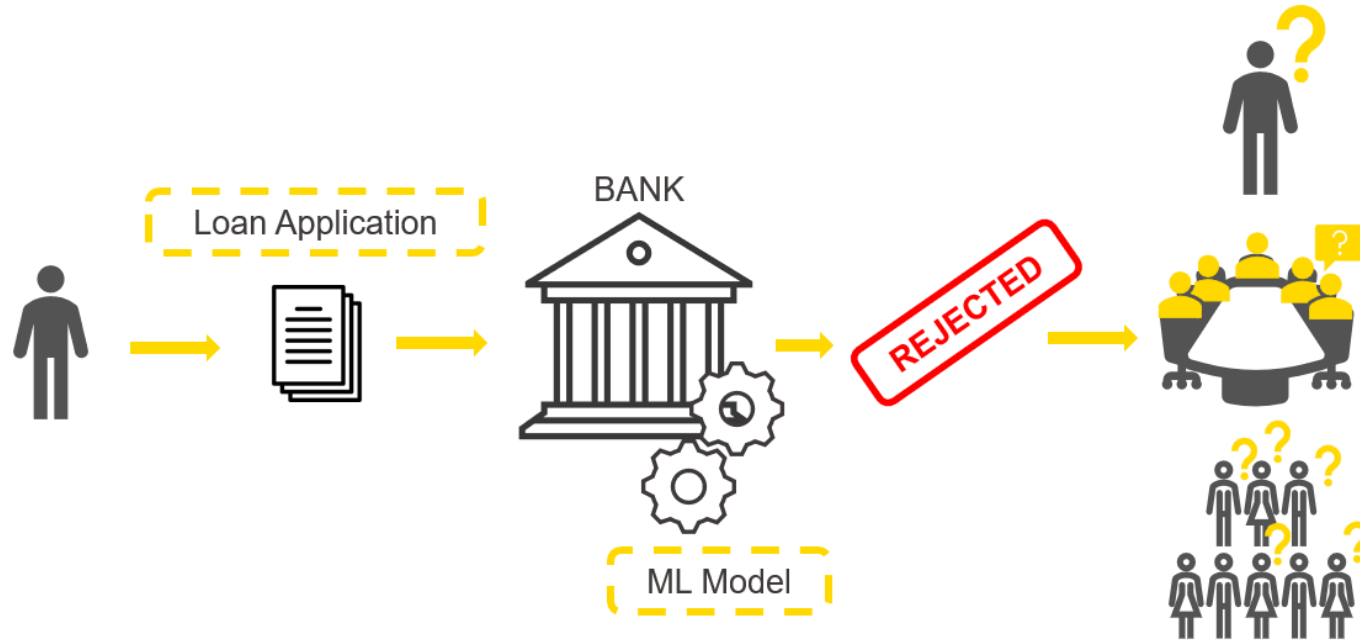 Loan Application
BANK
REJECTED
?
?
ML Model
? ? ?
? ?